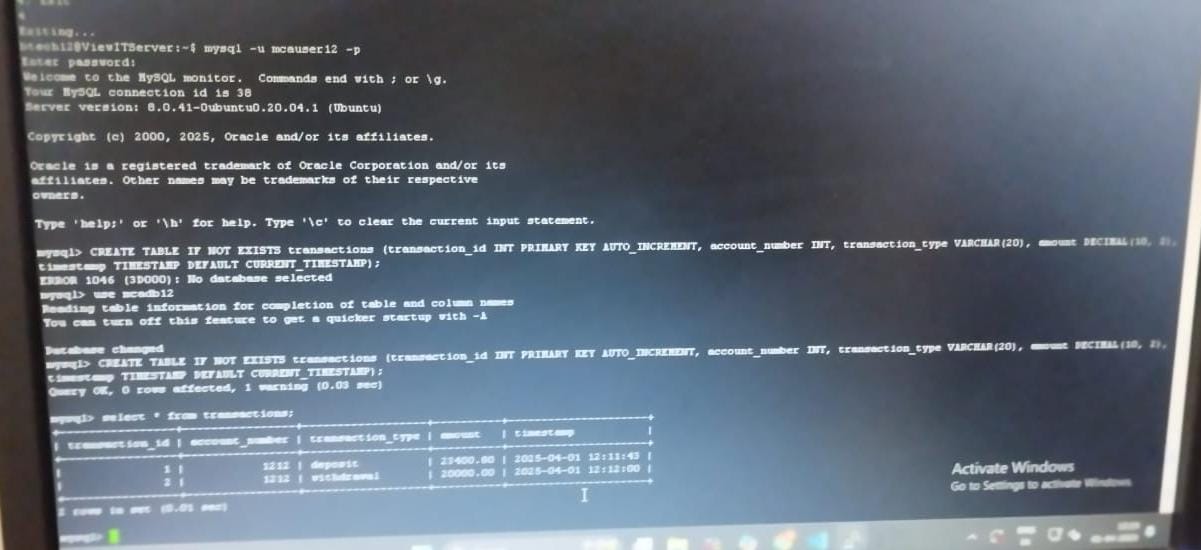 Exiting...
btech12@ViewITServer:~$ mysql -u mcauser12 -p
Enter password:
Welcome to the MySQL monitor.  Commands end with ; or \g.
Your MySQL connection id is 38
Server version: 8.0.41-0ubuntu0.20.04.1 (Ubuntu)
Copyright (c) 2000, 2025, Oracle and/or its affiliates.
Oracle is a registered trademark of Oracle Corporation and/or its
affiliates. Other names may be trademarks of their respective
owners.
Type 'help;' or '\h' for help. Type '\c' to clear the current input statement.
mysql> CREATE TABLE IF NOT EXISTS transactions (transaction_id INT PRIMARY KEY AUTO_INCREMENT, account_number INT, transaction_type VARCHAR(20), amount DECIMAL(10, 2),
timestamp TIMESTAMP DEFAULT CURRENT_TIMESTAMP);
ERROR 1046 (3D000): No database selected
mysql> use mcadb12
Reading table information for completion of table and column names
You can turn off this feature to get a quicker startup with -A
Database changed
mysql> CREATE TABLE IF NOT EXISTS transactions (transaction_id INT PRIMARY KEY AUTO_INCREMENT, account_number INT, transaction_type VARCHAR(20), amount DECIMAL(10, 2),
timestamp TIMESTAMP DEFAULT CURRENT_TIMESTAMP);
Query OK, 0 rows affected, 1 warning (0.03 sec)
mysql> select * from transactions;
| transaction_id | account_number | transaction_type | amount | timestamp |
| 1 | 1212 | deposit | 23400.80 | 2025-04-01 12:11:43 |
| 2 | 1212 | withdrawal | 20000.00 | 2025-04-01 12:12:00 |
2 rows in set (0.01 sec)
mysql>
Activate Windows
Go to Settings to activate Windows.